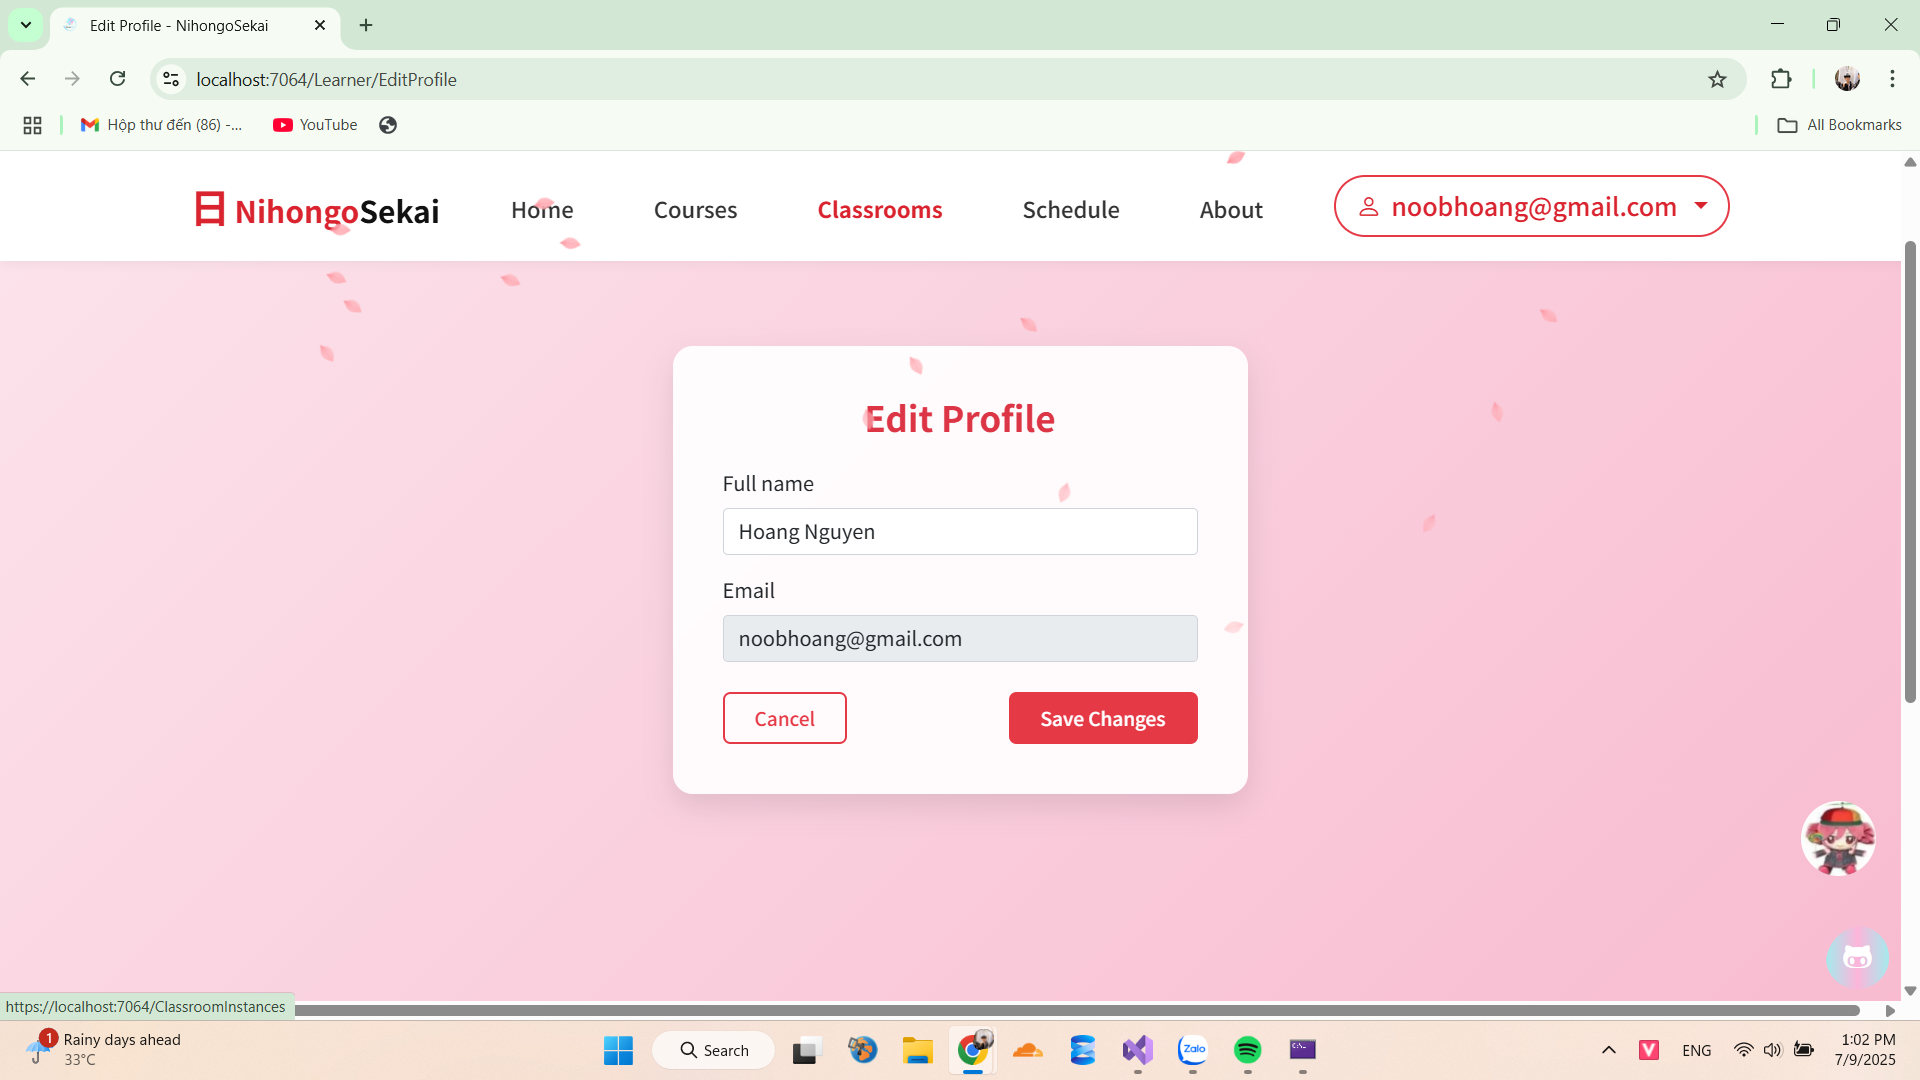 Edit Profile - NihongoSekai
localhost:7064/Learner/EditProfile
Hộp thư đến (86) -...
YouTube
All Bookmarks
日 NihongoSekai
Home
Courses
Classrooms
Schedule
About
noobhoang@gmail.com
Edit Profile
Full name
Hoang Nguyen
Email
noobhoang@gmail.com
Cancel
Save Changes
https://localhost:7064/ClassroomInstances
1
Rainy days ahead
33°C
Search
Zalo
V
ENG
1:02 PM
7/9/2025